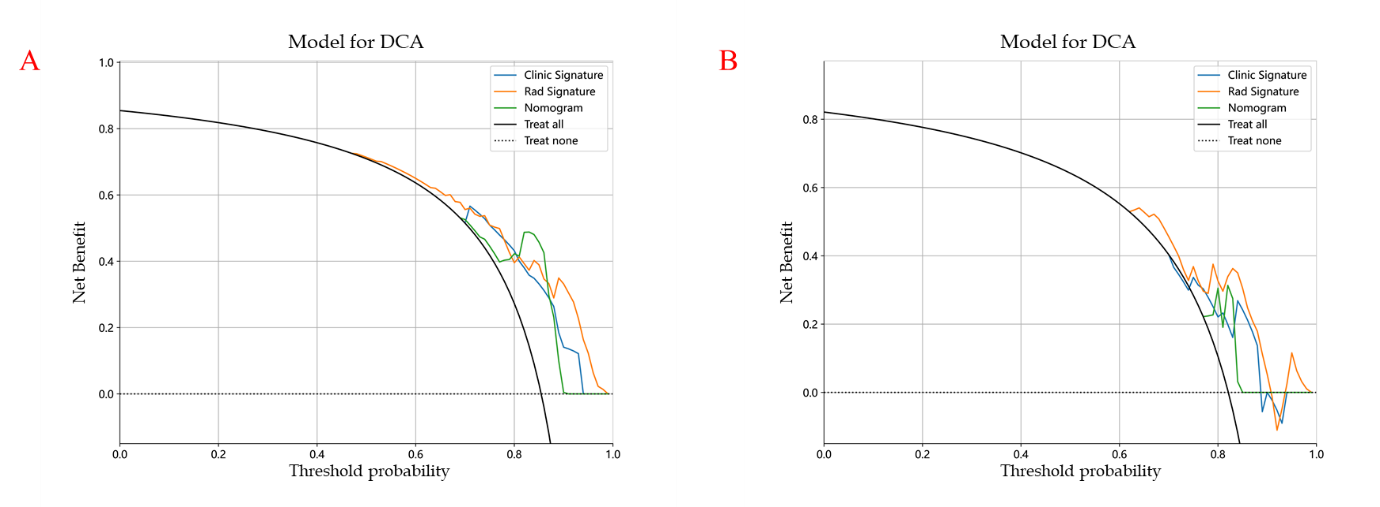 A
Model for DCA
Net Benefit
1.0
0.8
0.6
0.4
0.2
0.0
Clinic Signature
Rad Signature
Nomogram
Treat all
Treat none
0.0 0.2 0.4 0.6 0.8 1.0
Threshold probability
B
Model for DCA
Net Benefit
0.8
0.6
0.4
0.2
0.0
Clinic Signature
Rad Signature
Nomogram
Treat all
Treat none
0.0 0.2 0.4 0.6 0.8 1.0
Threshold probability